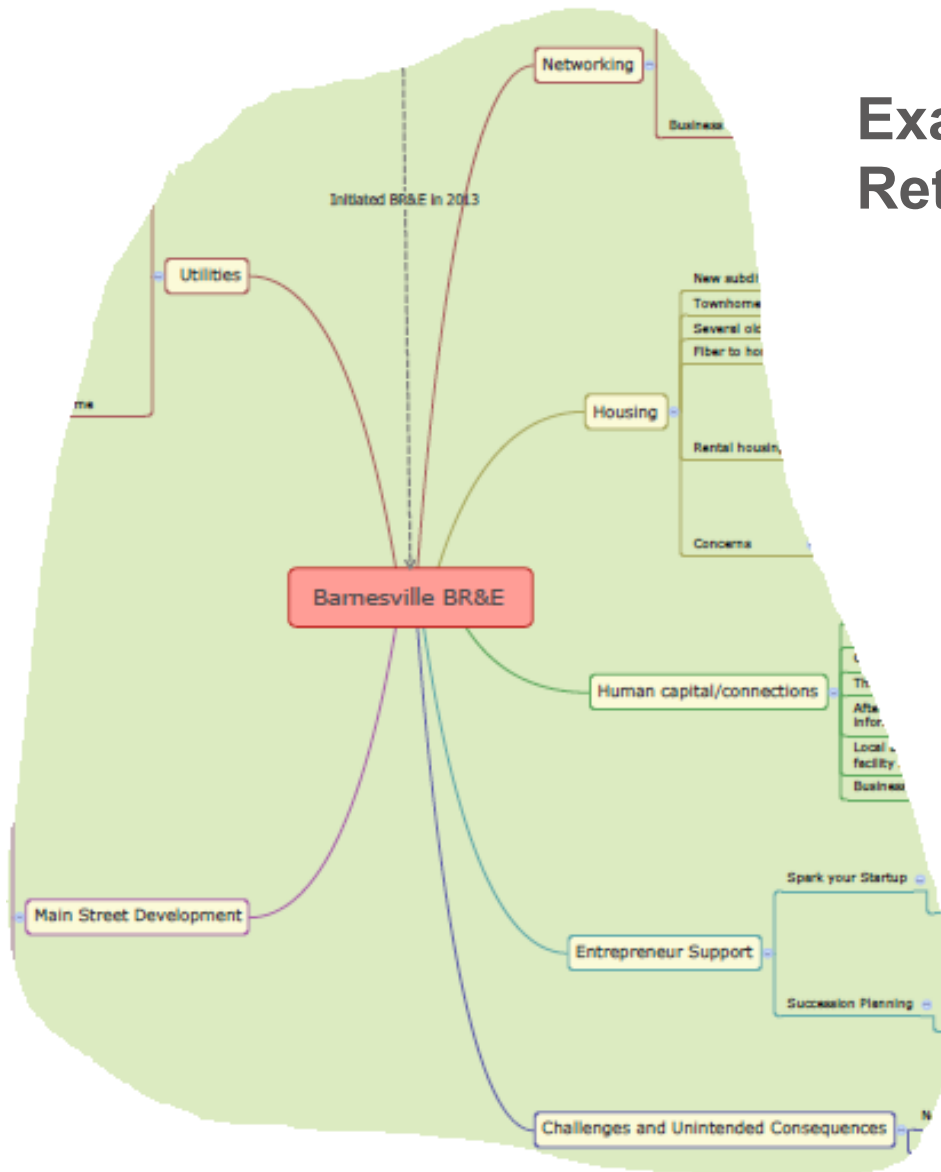 Networking
Business
Initiated BR&E in 2013
Utilities
New subdi
Townhome
Several old
Fiber to ho
me
Housing
Rental housin
Concerns
Barnesville BR&E
Human capital/connections
Th
Afte
infor
Local
facility
Business
Spark your Startup
Main Street Development
Entrepreneur Support
Succession Planning
Challenges and Unintended Consequences
N
Exa
Ret